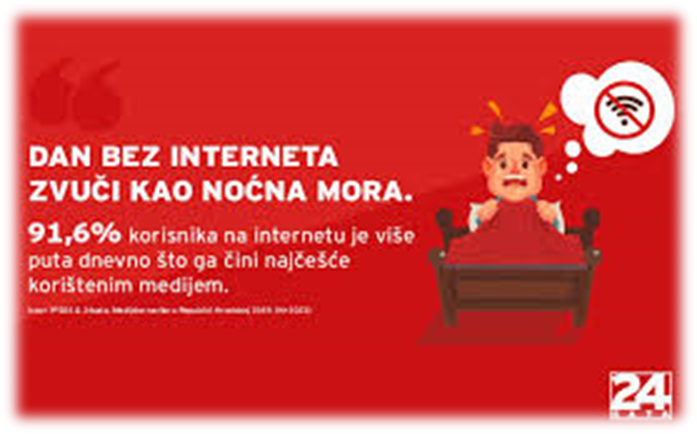 DAN BEZ INTERNETA
ZVUČI KAO NOĆNA MORA.
91,6% korisnika na internetu je više
puta dnevno što ga čini najčešće
korištenim medijem.
24
SATA